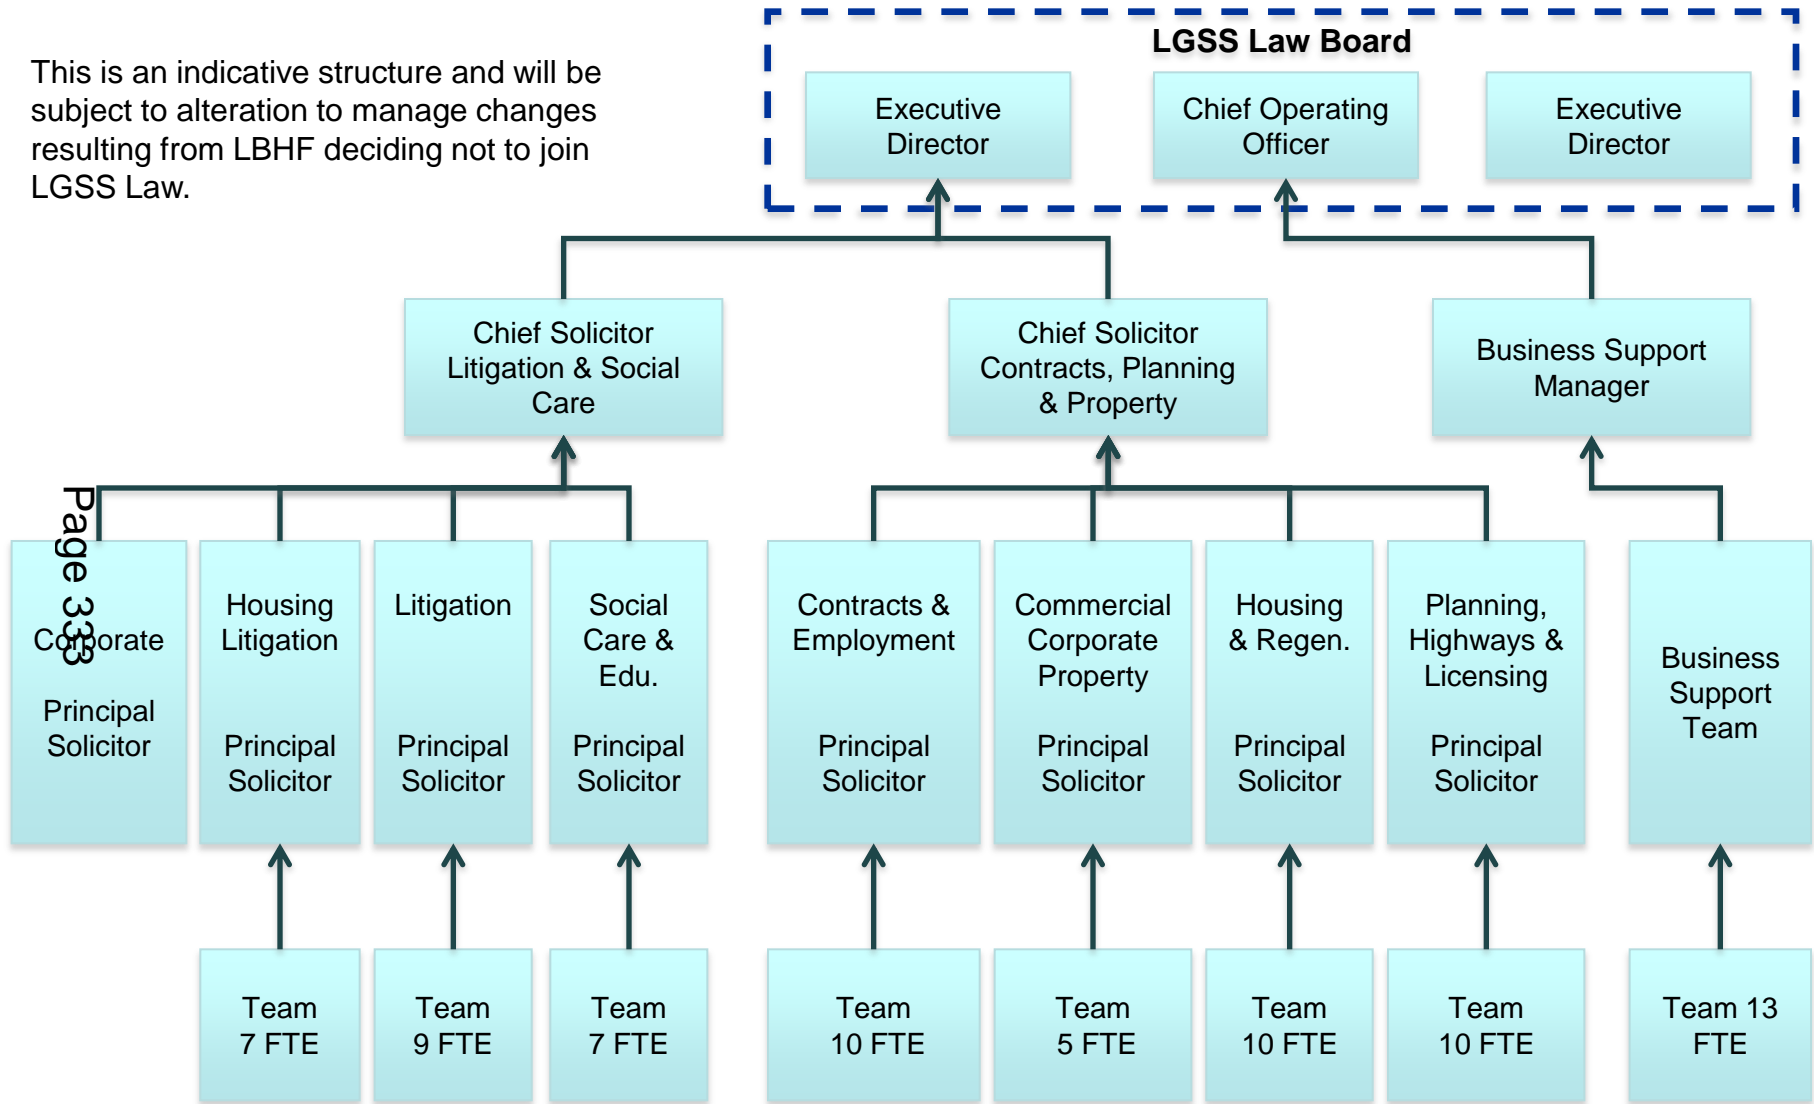 This is an indicative structure and will be
subject to alteration to manage changes
resulting from LBHF deciding not to join
LGSS Law.
LGSS Law Board
Executive
Director
Chief Operating
Officer
Executive
Director
Chief Solicitor
Litigation & Social
Care
Chief Solicitor
Contracts, Planning
& Property
Business Support
Manager
Page 333
Corporate
Principal
Solicitor
Housing
Litigation
Principal
Solicitor
Litigation
Principal
Solicitor
Social
Care &
Edu.
Principal
Solicitor
Contracts &
Employment
Principal
Solicitor
Commercial
Corporate
Property
Principal
Solicitor
Housing
& Regen.
Principal
Solicitor
Planning,
Highways &
Licensing
Principal
Solicitor
Business
Support
Team
Team
7 FTE
Team
9 FTE
Team
7 FTE
Team
10 FTE
Team
5 FTE
Team
10 FTE
Team
10 FTE
Team 13
FTE